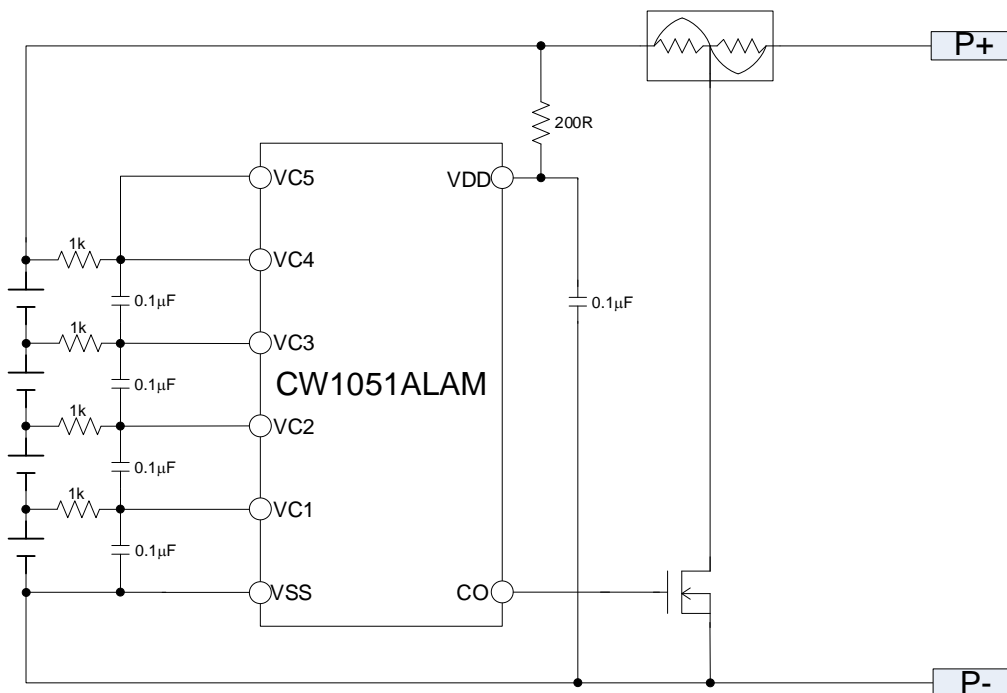 P+
200R
VC5
VDD
1k
VC4
0.1µF
0.1µF
1k
VC3
CW1051ALAM
0.1µF
1k
VC2
0.1µF
1k
VC1
0.1µF
VSS
CO
P-